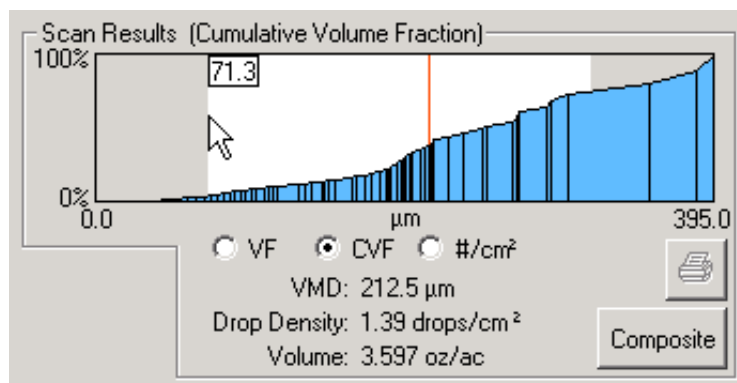 Scan Results (Cumulative Volume Fraction)
100%
71.3
0%
0.0 µm 395.0
VF CVF #/cm²
VMD: 212.5 µm
Drop Density: 1.39 drops/cm²
Composite
Volume: 3.597 oz/ac